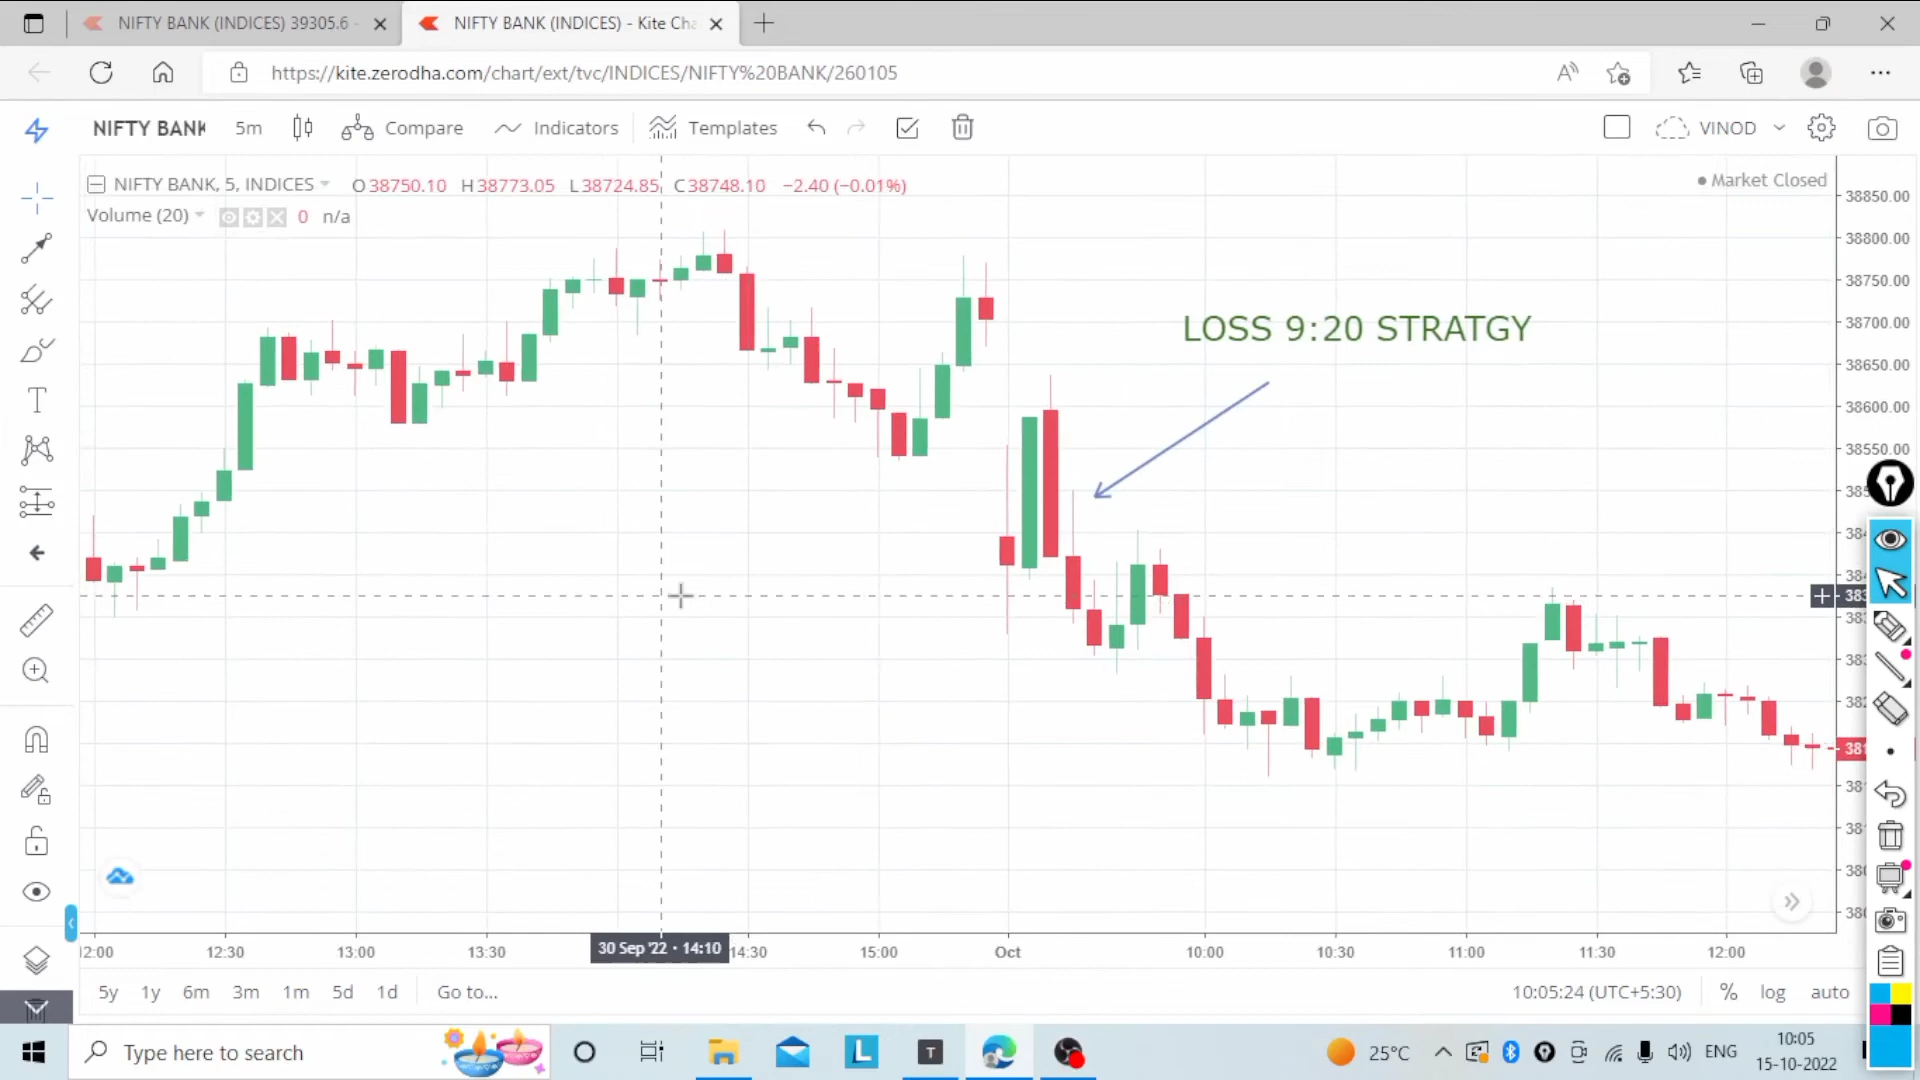 NIFTY BANK (INDICES) 39305.6 -
NIFTY BANK (INDICES) - Kite Cha
https://kite.zerodha.com/chart/ext/tvc/INDICES/NIFTY%20BANK/260105
NIFTY BANK 5m Compare Indicators Templates VINOD
NIFTY BANK, 5, INDICES O38750.10 H38773.05 L38724.85 C38748.10 −2.40 (−0.01%)
Market Closed
Volume (20) 0 n/a
38850.00
38800.00
38750.00
38700.00
38650.00
38600.00
38550.00
LOSS 9:20 STRATGY
12:30 13:00 13:30 30 Sep '22 · 14:10 14:30 15:00 Oct 10:00 10:30 11:00 11:30 12:00
5y 1y 6m 3m 1m 5d 1d Go to... 10:05:24 (UTC+5:30) % log auto
Type here to search
25°C
ENG
10:05
15-10-2022